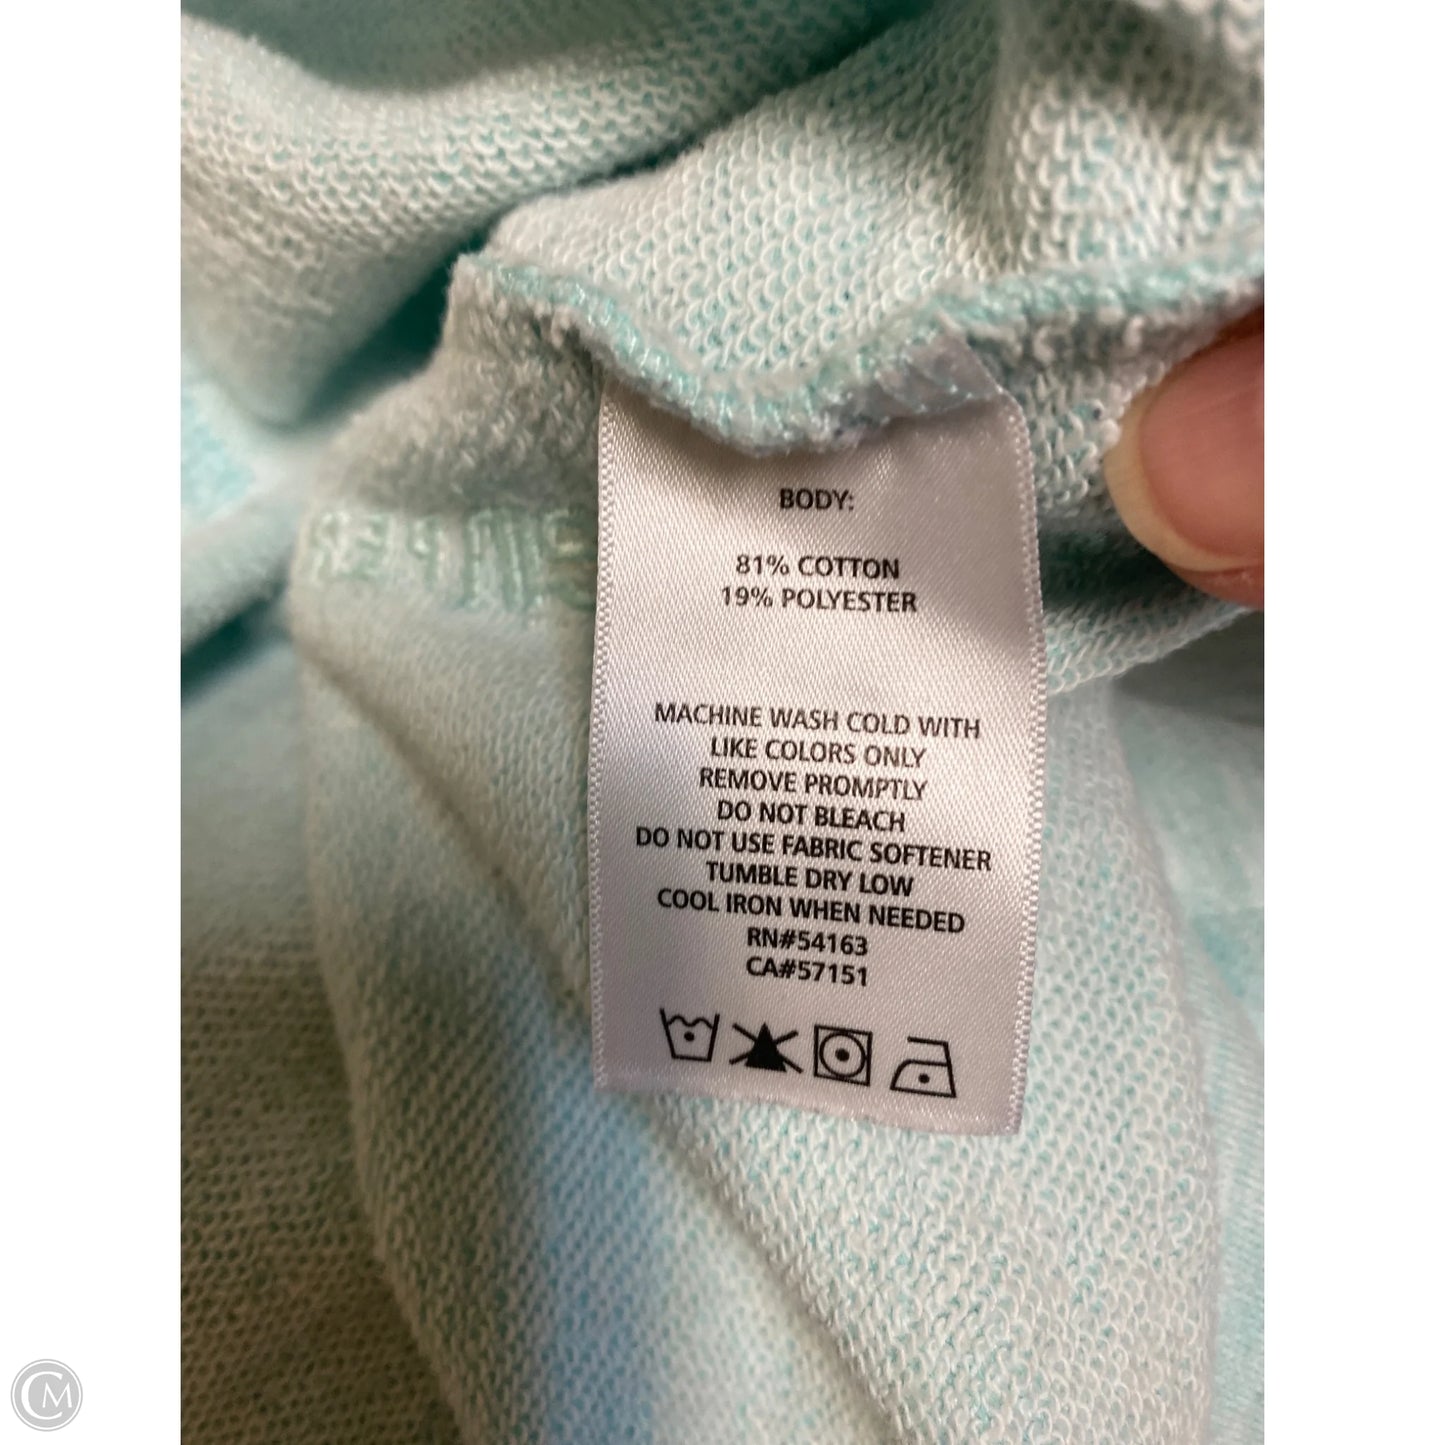 BODY:
81% COTTON
19% POLYESTER
MACHINE WASH COLD WITH
LIKE COLORS ONLY
REMOVE PROMPTLY
DO NOT BLEACH
DO NOT USE FABRIC SOFTENER
TUMBLE DRY LOW
COOL IRON WHEN NEEDED
RN#54163
CA#57151
CM